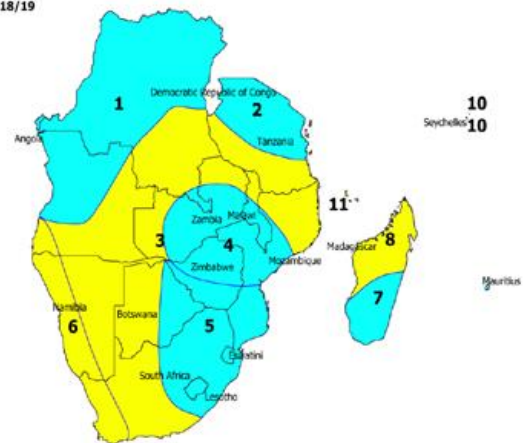 18/19
1
Democratic Republic of Congo
2
10
Seychelles
10
Angola
Tanzania
11
Zambia
Malawi
8
3
4
Madagascar
Mozambique
Zimbabwe
Mauritius
7
Namibia
Botswana
6
5
Eswatini
South Africa
Lesotho